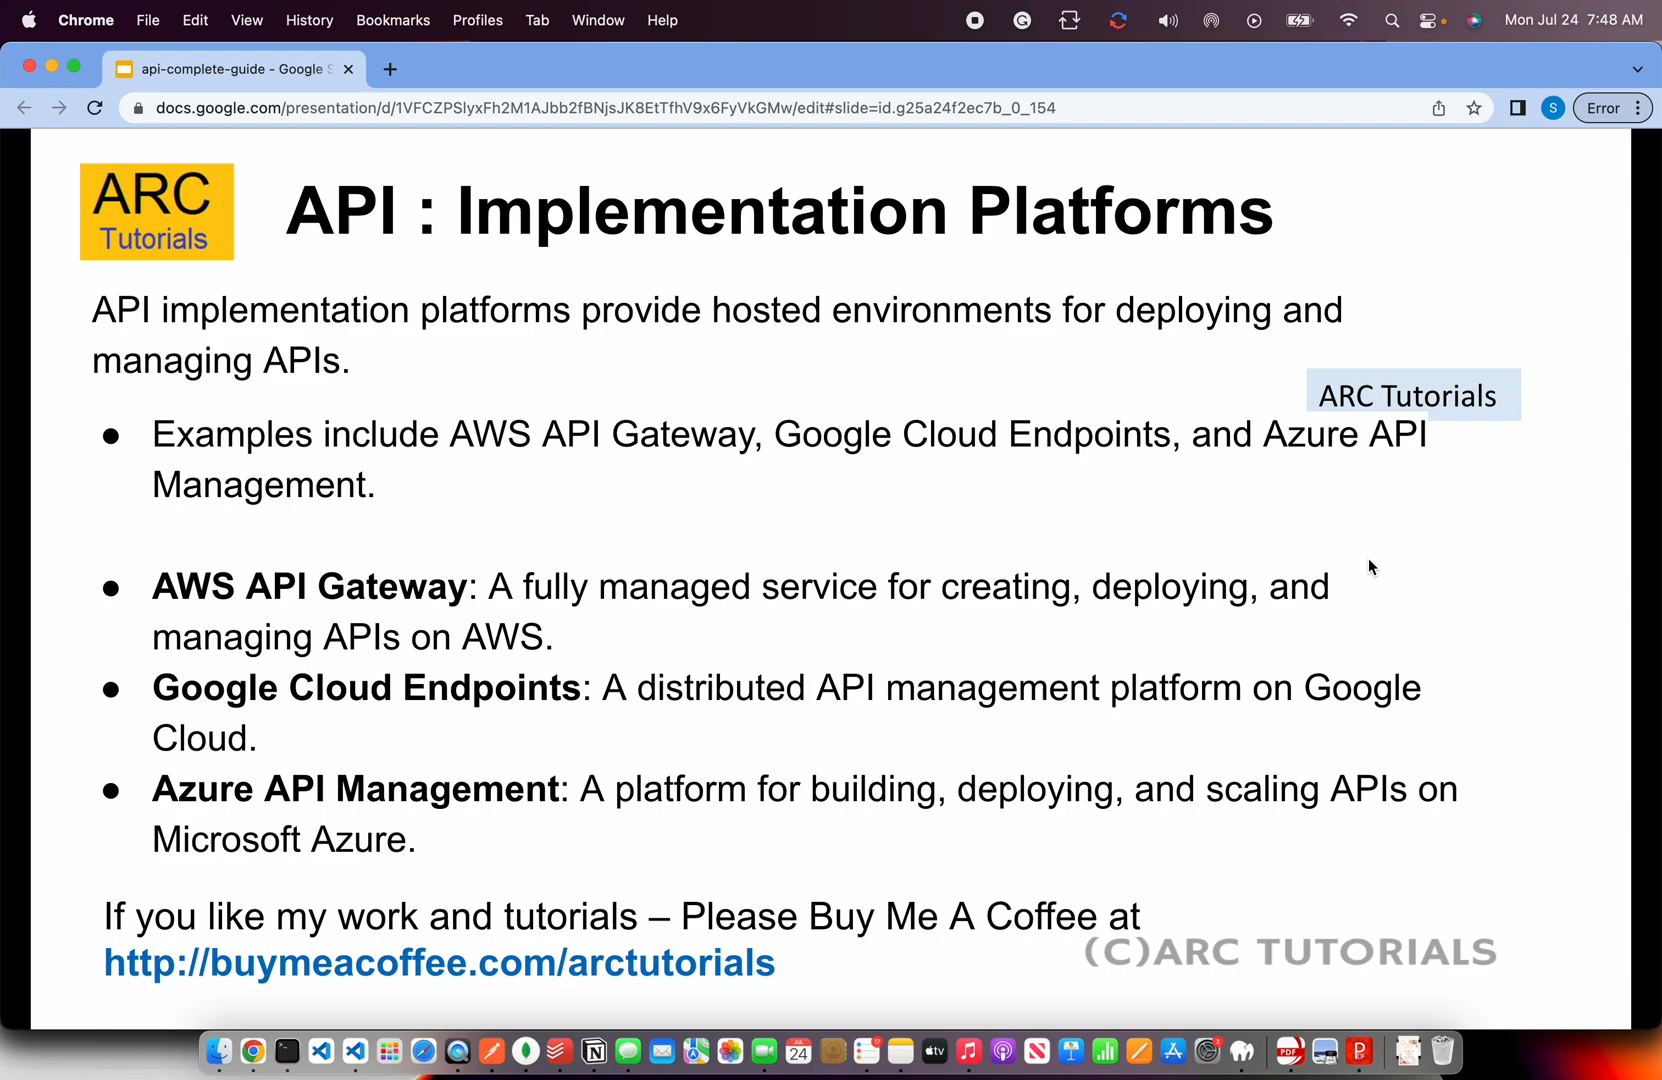 Chrome File Edit View History Bookmarks Profiles Tab Window Help Mon Jul 24 7:48 AM
api-complete-guide - Google S
docs.google.com/presentation/d/1VFCZPSlyxFh2M1AJbb2fBNjsJK8EtTfhV9x6FyVkGMw/edit#slide=id.g25a24f2ec7b_0_154 S Error
ARC
Tutorials
API : Implementation Platforms
API implementation platforms provide hosted environments for deploying and
managing APIs.
ARC Tutorials
● Examples include AWS API Gateway, Google Cloud Endpoints, and Azure API
Management.
● AWS API Gateway: A fully managed service for creating, deploying, and
managing APIs on AWS.
● Google Cloud Endpoints: A distributed API management platform on Google
Cloud.
● Azure API Management: A platform for building, deploying, and scaling APIs on
Microsoft Azure.
If you like my work and tutorials – Please Buy Me A Coffee at
http://buymeacoffee.com/arctutorials
(C)ARC TUTORIALS
JUL
24
17
tv
2
PDF